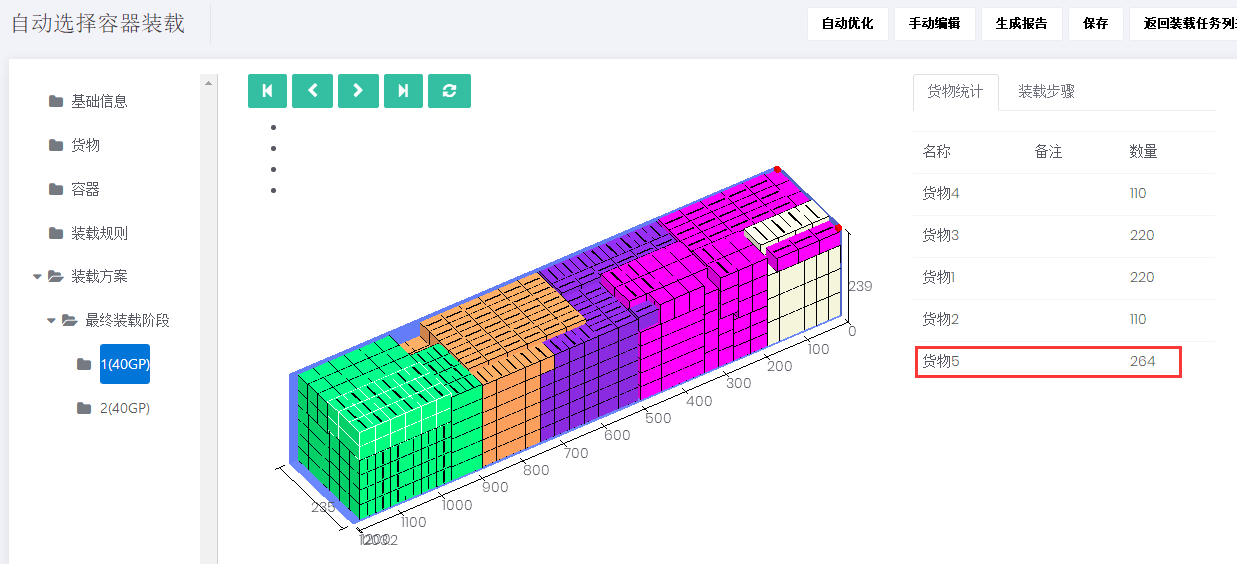 自动选择容器装载
自动优化 手动编辑 生成报告 保存 返回装载任务列
基础信息
货物
容器
装载规则
装载方案
最终装载阶段
1(40GP)
2(40GP)
239
0
100
200
300
400
500
600
700
800
900
1000
1100
1203.2
235
货物统计 装载步骤
名称 备注 数量
货物4 110
货物3 220
货物1 220
货物2 110
货物5 264